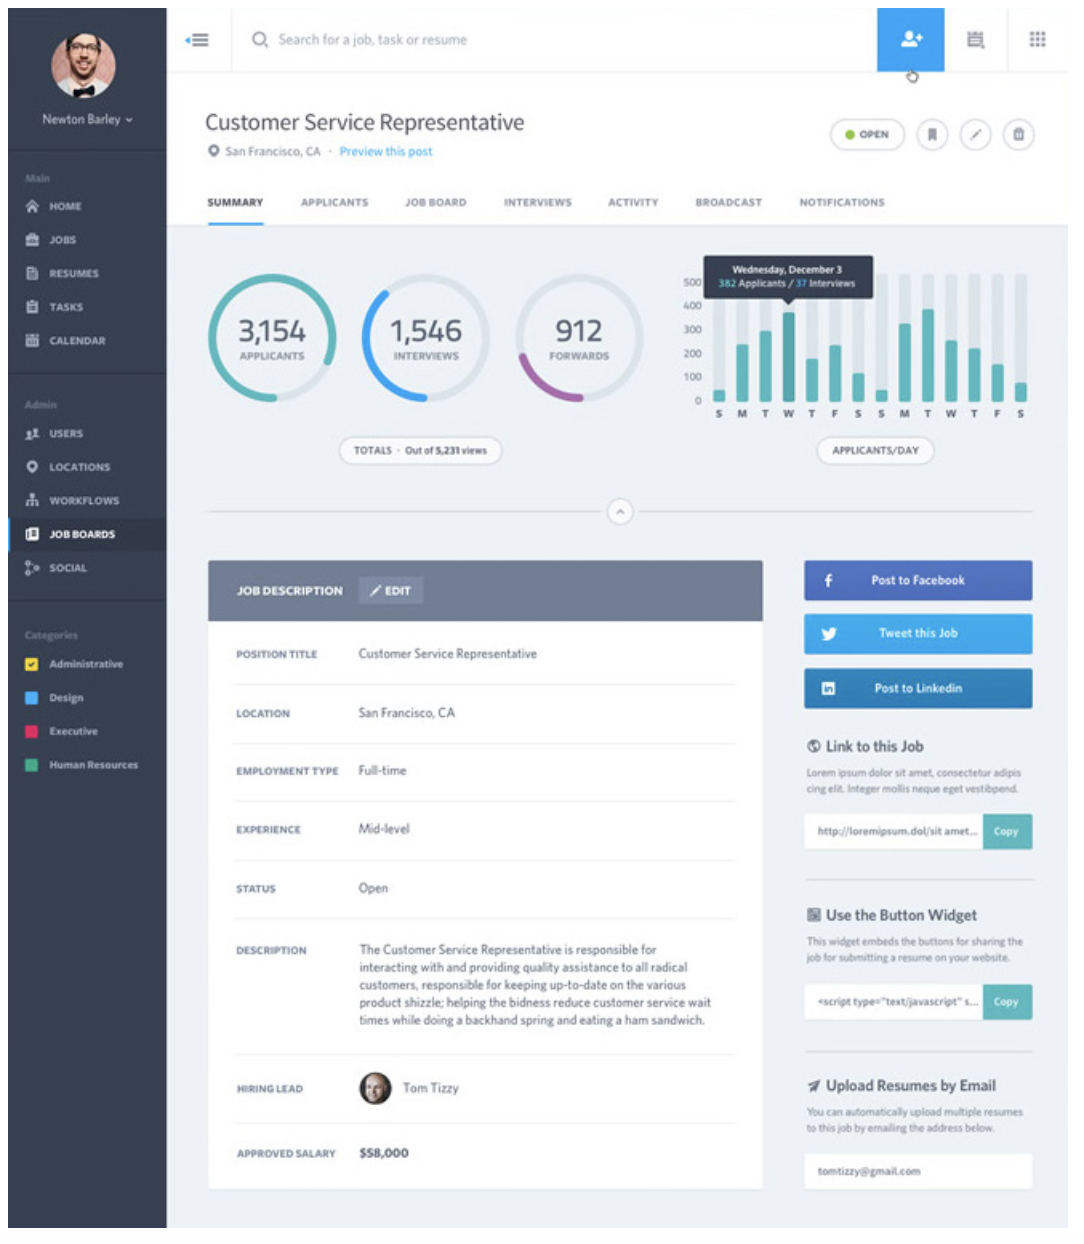 Newton Barley
Main
HOME
JOBS
RESUMES
TASKS
CALENDAR
Admin
USERS
LOCATIONS
WORKFLOWS
JOB BOARDS
SOCIAL
Categories
Administrative
Design
Executive
Human Resources
Search for a job, task or resume
Customer Service Representative
San Francisco, CA · Preview this post
OPEN
SUMMARY APPLICANTS JOB BOARD INTERVIEWS ACTIVITY BROADCAST NOTIFICATIONS
3,154
APPLICANTS
1,546
INTERVIEWS
912
FORWARDS
TOTALS · Out of 5,231 views
Wednesday, December 3
382 Applicants / 37 Interviews
500
400
300
200
100
0
S M T W T F S S M T W T F S
APPLICANTS/DAY
JOB DESCRIPTION EDIT
POSITION TITLE Customer Service Representative
LOCATION San Francisco, CA
EMPLOYMENT TYPE Full-time
EXPERIENCE Mid-level
STATUS Open
DESCRIPTION The Customer Service Representative is responsible for
interacting with and providing quality assistance to all radical
customers, responsible for keeping up-to-date on the various
product shizzle; helping the bidness reduce customer service wait
times while doing a backhand spring and eating a ham sandwich.
HIRING LEAD Tom Tizzy
APPROVED SALARY $58,000
Post to Facebook
Tweet this Job
Post to Linkedin
Link to this Job
Lorem ipsum dolor sit amet, consectetur adipis
cing elit. Integer mollis neque eget vestibpend.
http://loremipsum.dol/sit amet... Copy
Use the Button Widget
This widget embeds the buttons for sharing the
job for submitting a resume on your website.
<script type="text/javascript" s... Copy
Upload Resumes by Email
You can automatically upload multiple resumes
to this job by emailing the address below.
tomtizzy@gmail.com